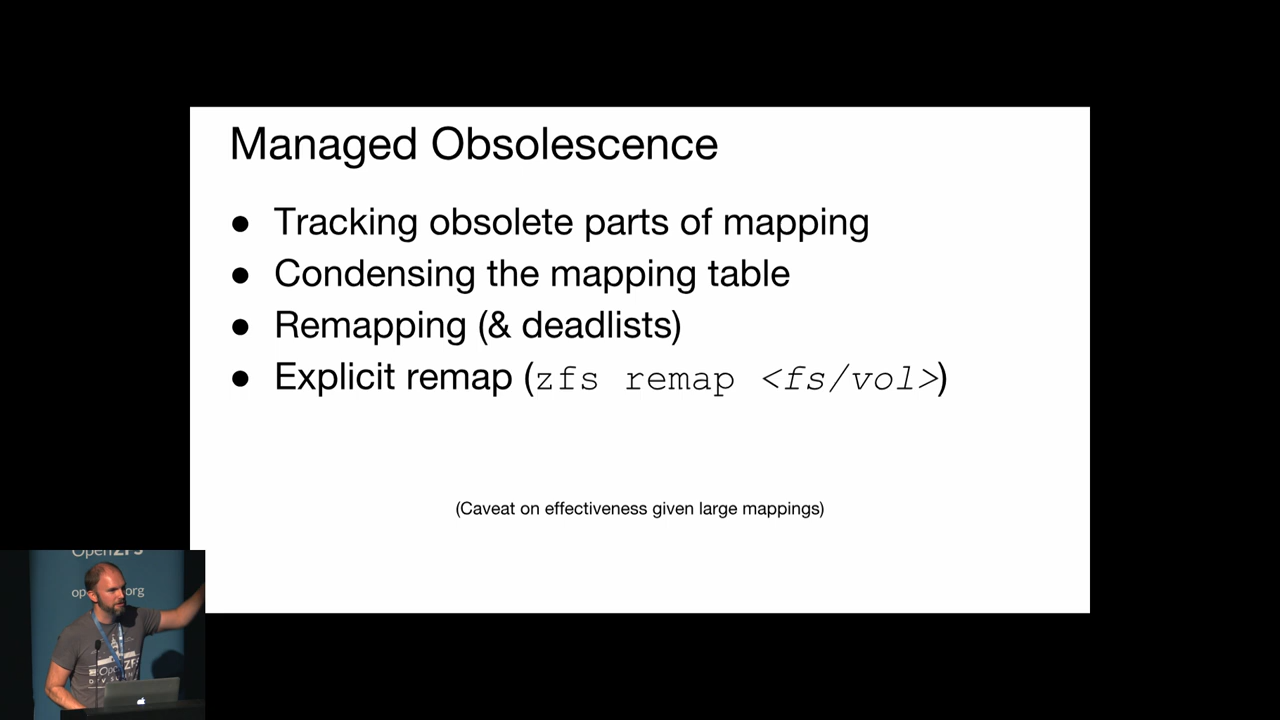 Managed Obsolescence
● Tracking obsolete parts of mapping
● Condensing the mapping table
● Remapping (& deadlists)
● Explicit remap (zfs remap <fs/vol>)
(Caveat on effectiveness given large mappings)
OpenZFS